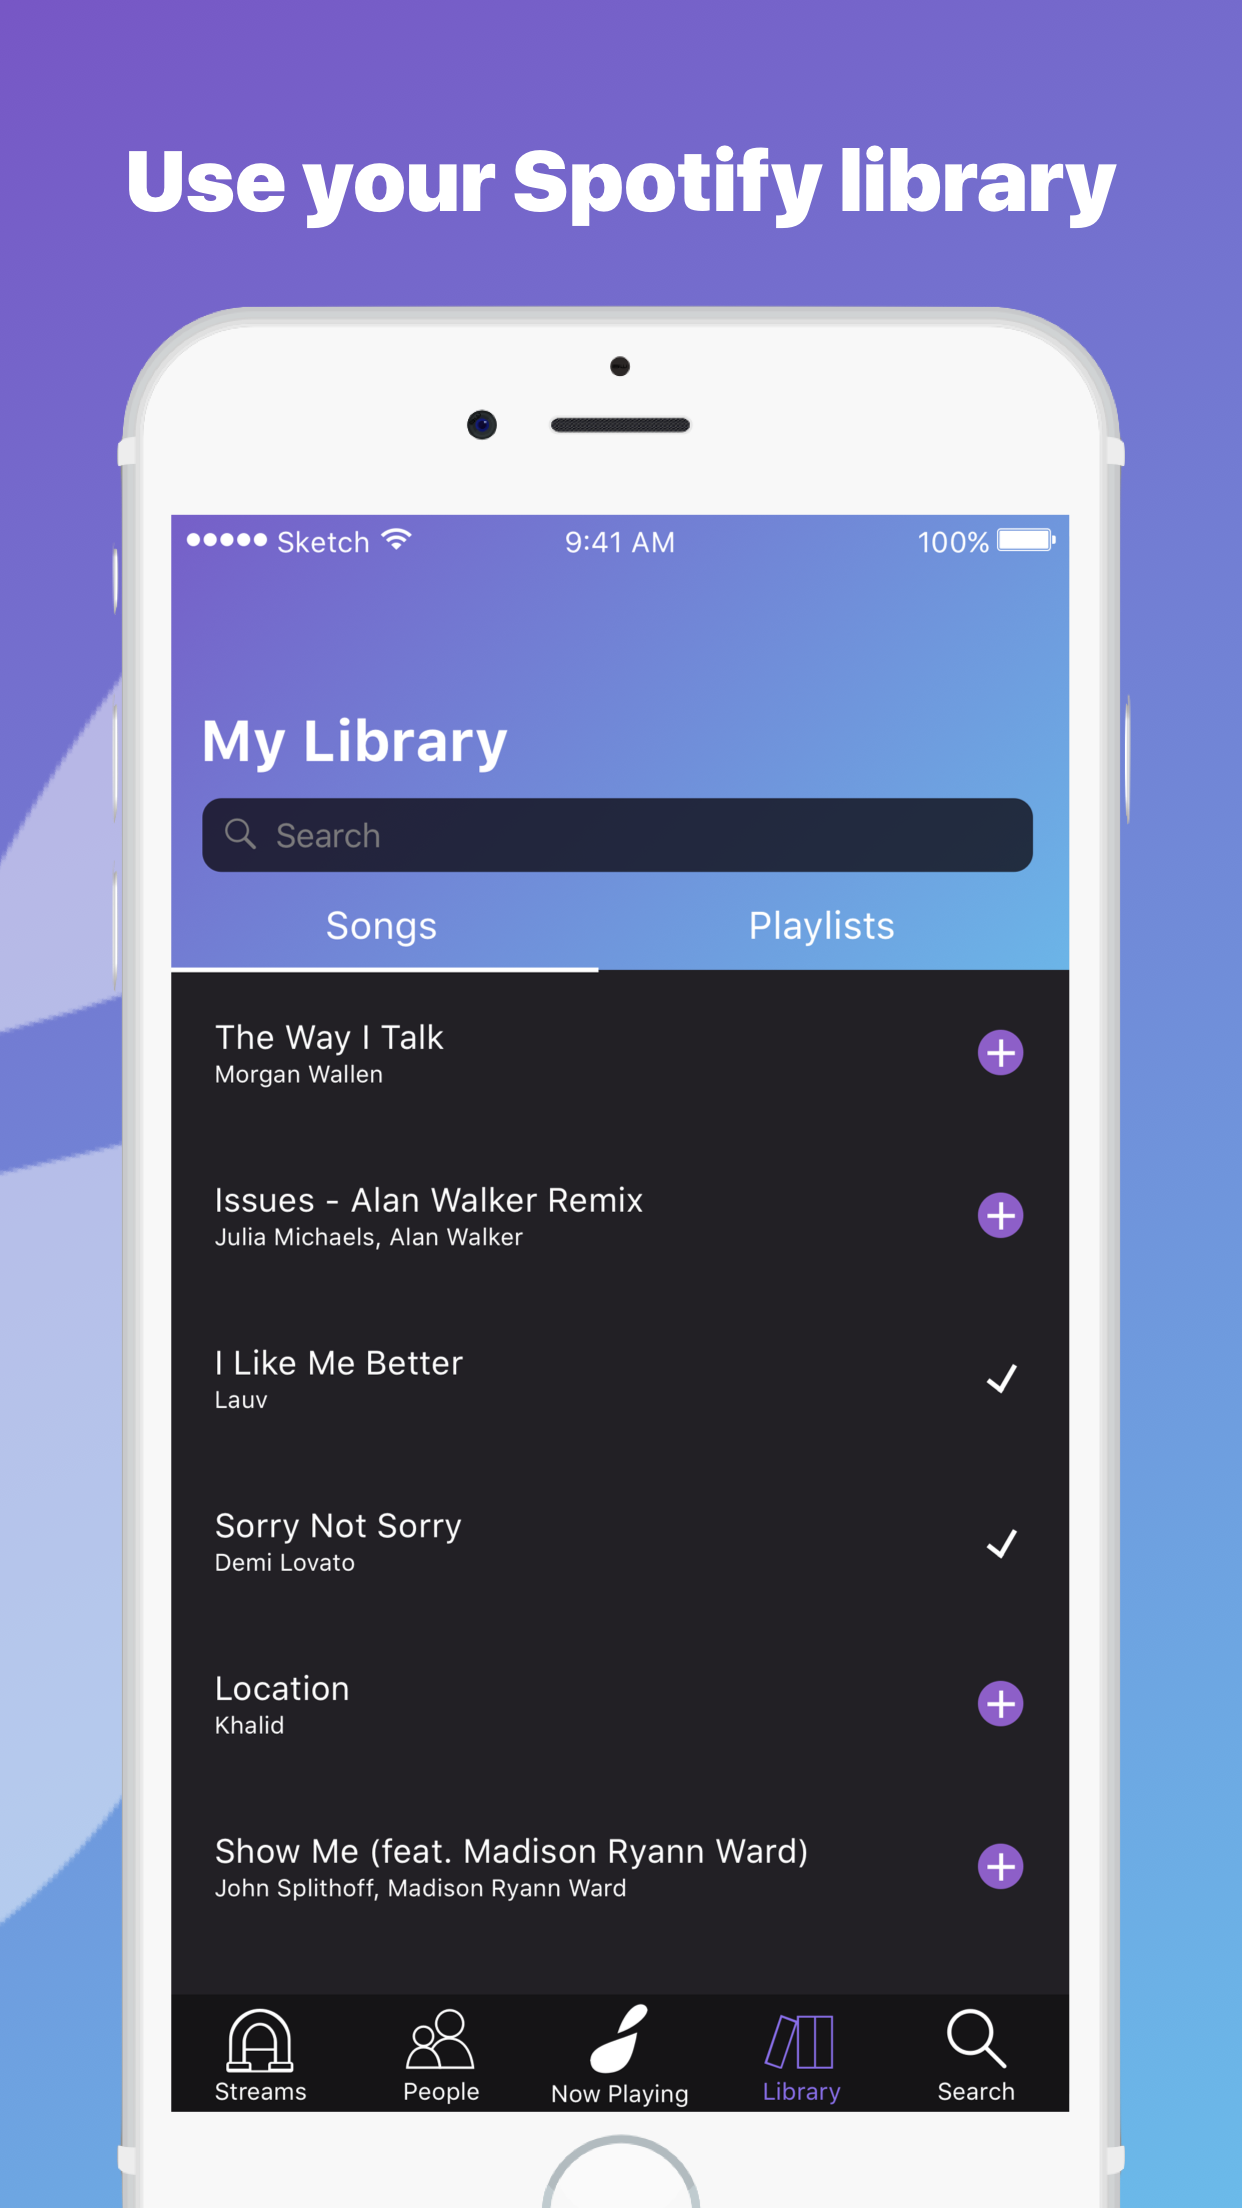 Use your Spotify library
Sketch 9:41 AM 100%
My Library
Search
Songs Playlists
The Way I Talk
Morgan Wallen
Issues - Alan Walker Remix
Julia Michaels, Alan Walker
I Like Me Better
Lauv
Sorry Not Sorry
Demi Lovato
Location
Khalid
Show Me (feat. Madison Ryann Ward)
John Splithoff, Madison Ryann Ward
Streams People Now Playing Library Search